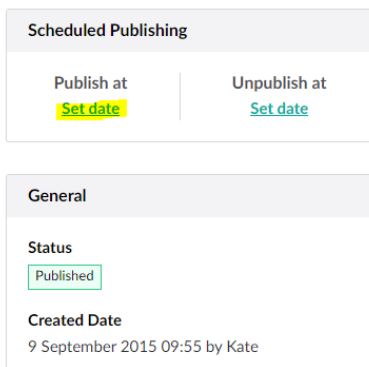 Scheduled Publishing
Publish at Unpublish at
Set date Set date
General
Status
Published
Created Date
9 September 2015 09:55 by Kate